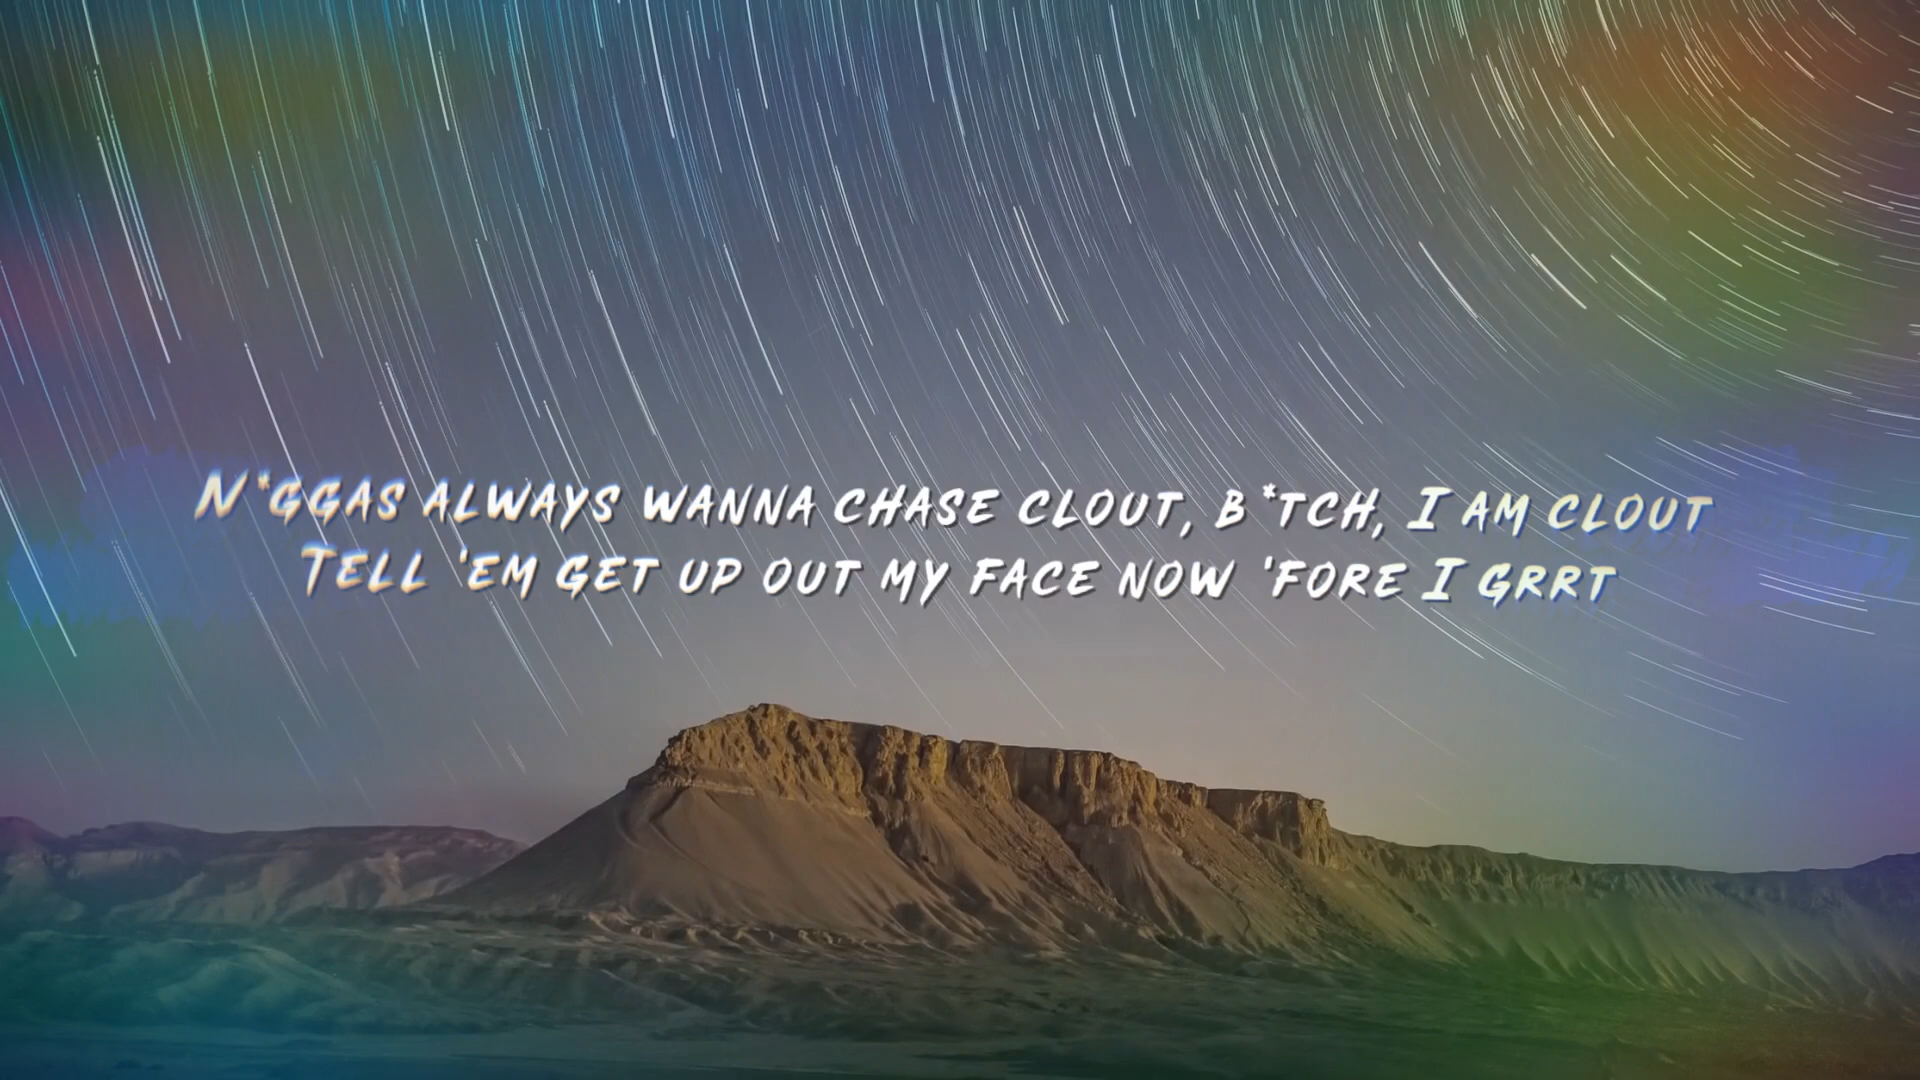 N*GGAS ALWAYS WANNA CHASE CLOUT, B*TCH, I AM CLOUT
TELL 'EM GET UP OUT MY FACE NOW 'FORE I GRRT